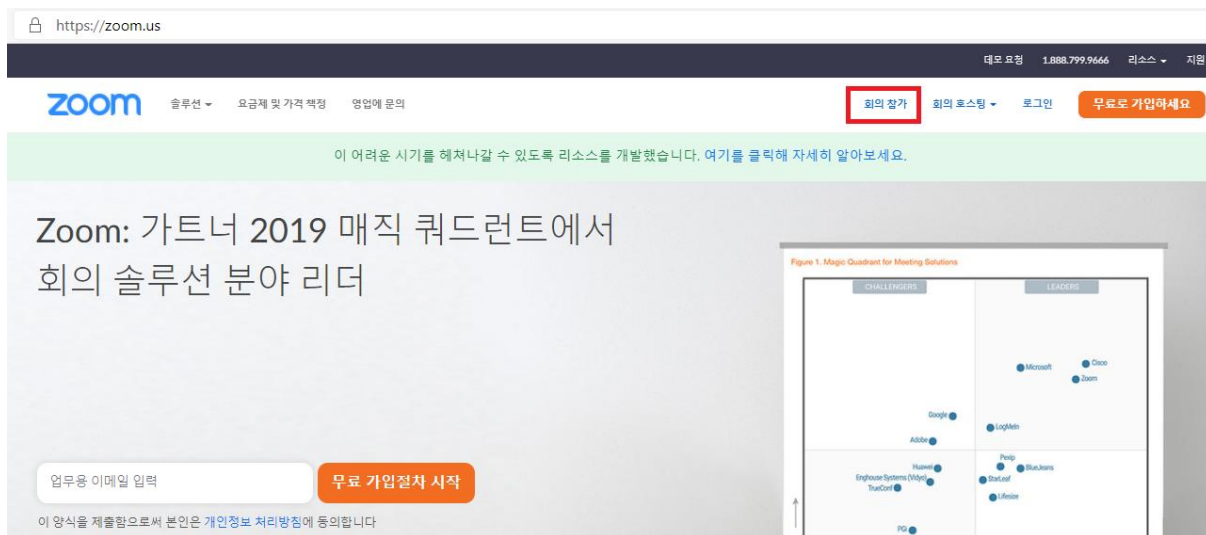 https://zoom.us
데모 요청 1.888.799.9666 리소스 지원
zoom 솔루션 요금제 및 가격 책정 영업에 문의 회의 참가 회의 호스팅 로그인 무료로 가입하세요
이 어려운 시기를 헤쳐나갈 수 있도록 리소스를 개발했습니다. 여기를 클릭해 자세히 알아보세요.
Zoom: 가트너 2019 매직 쿼드런트에서
회의 솔루션 분야 리더
Figure 1. Magic Quadrant for Meeting Solutions
CHALLENGERS LEADERS
Microsoft Cisco
Zoom
Google
LogMeIn
Adobe
Pexip
Huawei BlueJeans
Enghouse Systems (Vidyo) StarLeaf
TrueConf
Lifesize
PGi
업무용 이메일 입력 무료 가입절차 시작
이 양식을 제출함으로써 본인은 개인정보 처리방침에 동의합니다